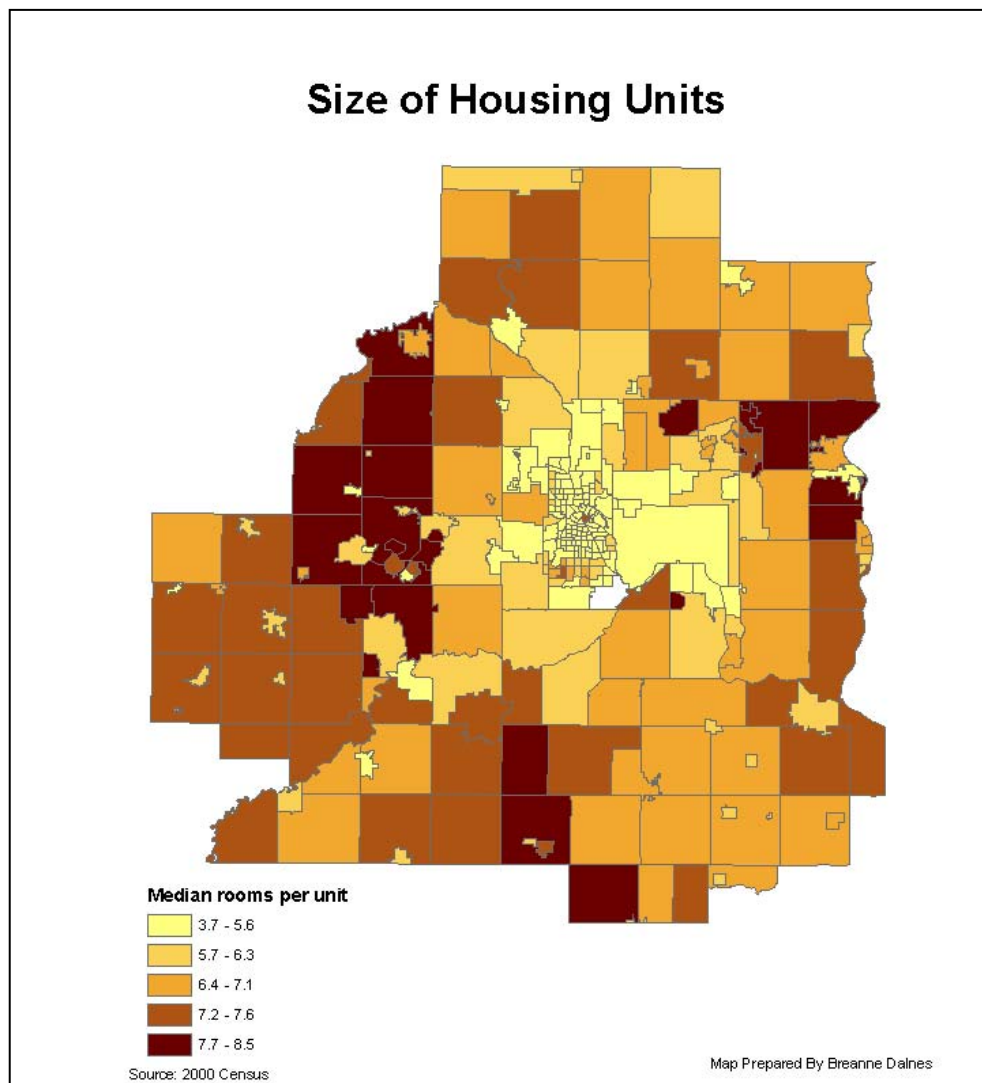 Size of Housing Units
Median rooms per unit
3.7 - 5.6
5.7 - 6.3
6.4 - 7.1
7.2 - 7.6
7.7 - 8.5
Source: 2000 Census
Map Prepared By Breanne Dalnes